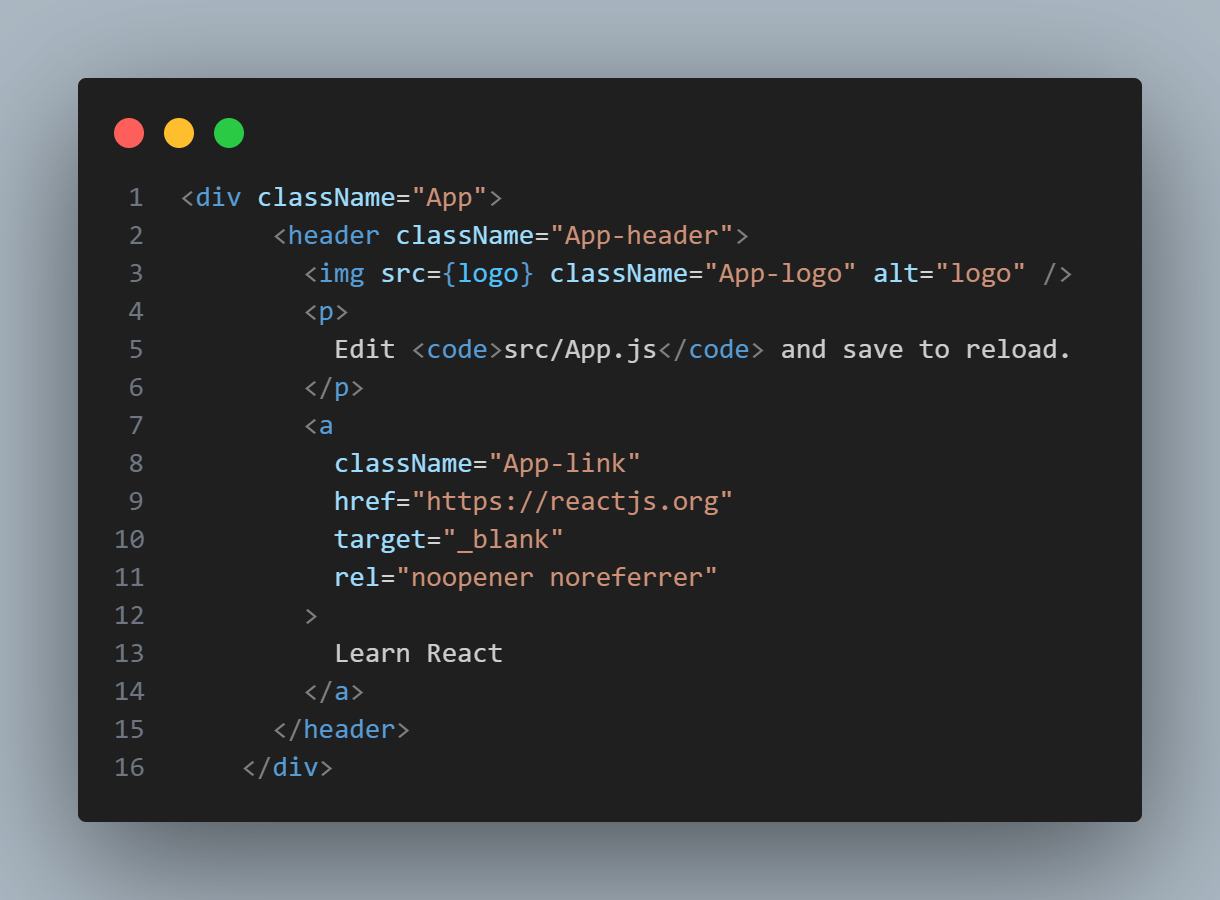 1 <div className="App">
2       <header className="App-header">
3         <img src={logo} className="App-logo" alt="logo" />
4         <p>
5           Edit <code>src/App.js</code> and save to reload.
6         </p>
7         <a
8           className="App-link"
9           href="https://reactjs.org"
10           target="_blank"
11           rel="noopener noreferrer"
12         >
13           Learn React
14         </a>
15       </header>
16     </div>